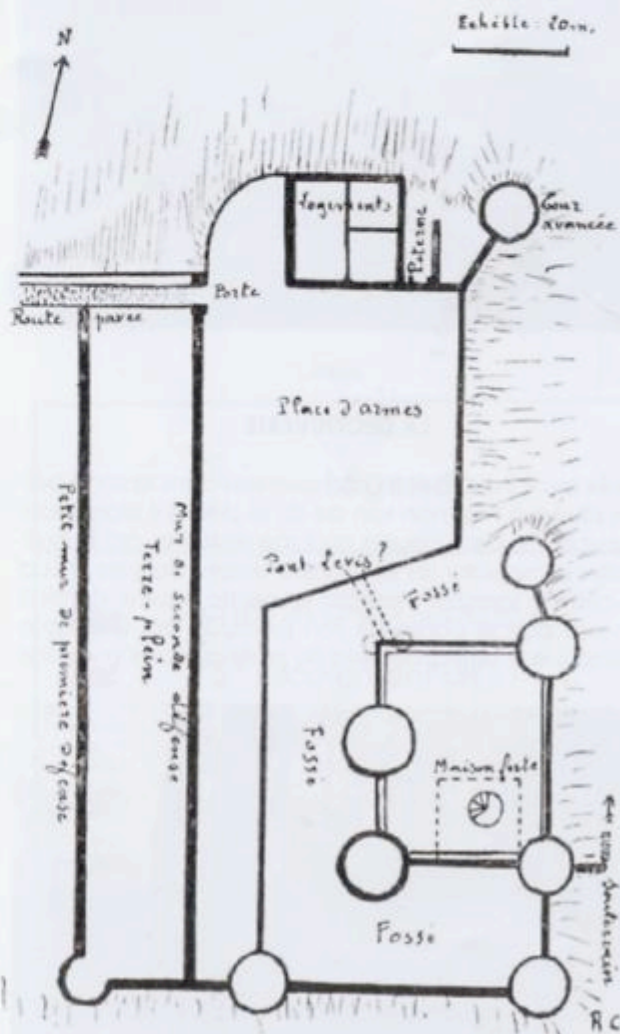 Echelle: 20m.
N
Logements
Tour
avancée
Poterne
Porte
Route pavée
Place d'armes
Pont-levis?
Fossé
Petit mur de première défense
Terre-plein
Mur de seconde défense
Fossé
Maison forte
Fossé
souterrain